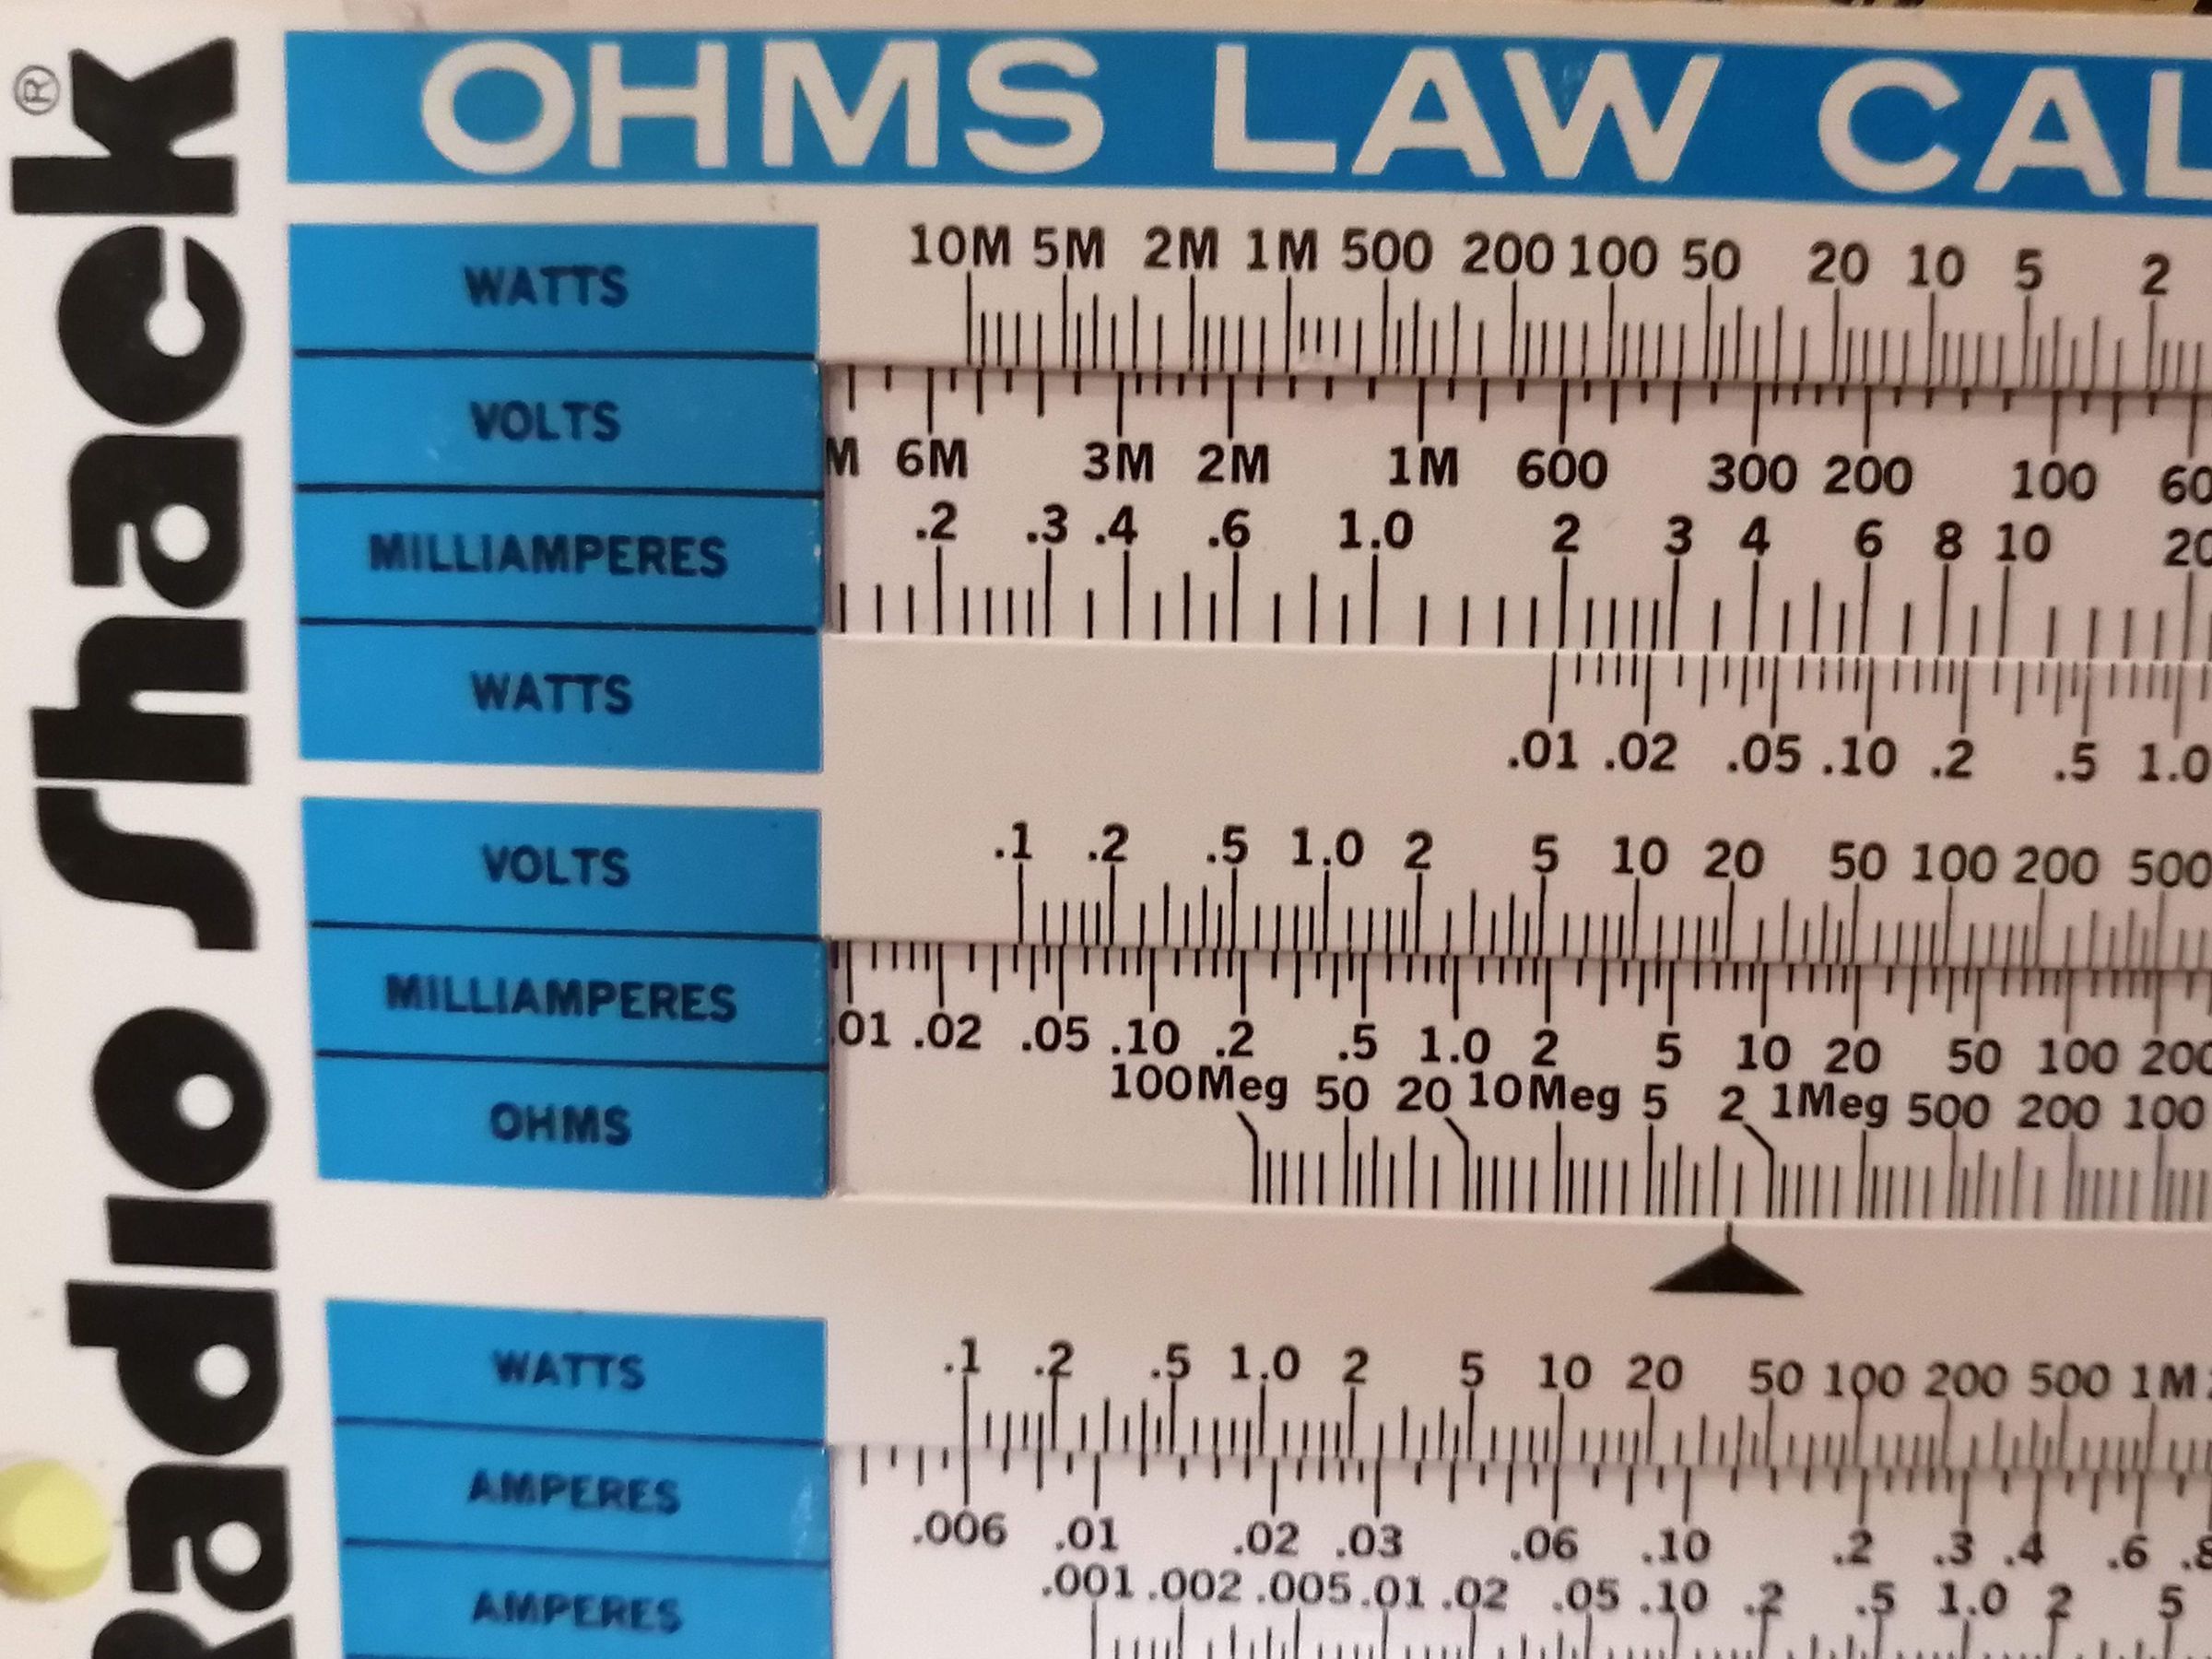 Radio Shack®
OHMS LAW CAL
WATTS
10M 5M 2M 1M 500 200 100 50 20 10 5 2
VOLTS
M 6M 3M 2M 1M 600 300 200 100 60
MILLIAMPERES
.2 .3 .4 .6 1.0 2 3 4 6 8 10 20
WATTS
.01 .02 .05 .10 .2 .5 1.0
VOLTS
.1 .2 .5 1.0 2 5 10 20 50 100 200 500
MILLIAMPERES
01 .02 .05 .10 .2 .5 1.0 2 5 10 20 50 100 200
OHMS
100Meg 50 20 10Meg 5 2 1Meg 500 200 100
WATTS
.1 .2 .5 1.0 2 5 10 20 50 100 200 500 1M
AMPERES
.006 .01 .02 .03 .06 .10 .2 .3 .4 .6 .8
AMPERES
.001 .002 .005 .01 .02 .05 .10 .2 .5 1.0 2 5